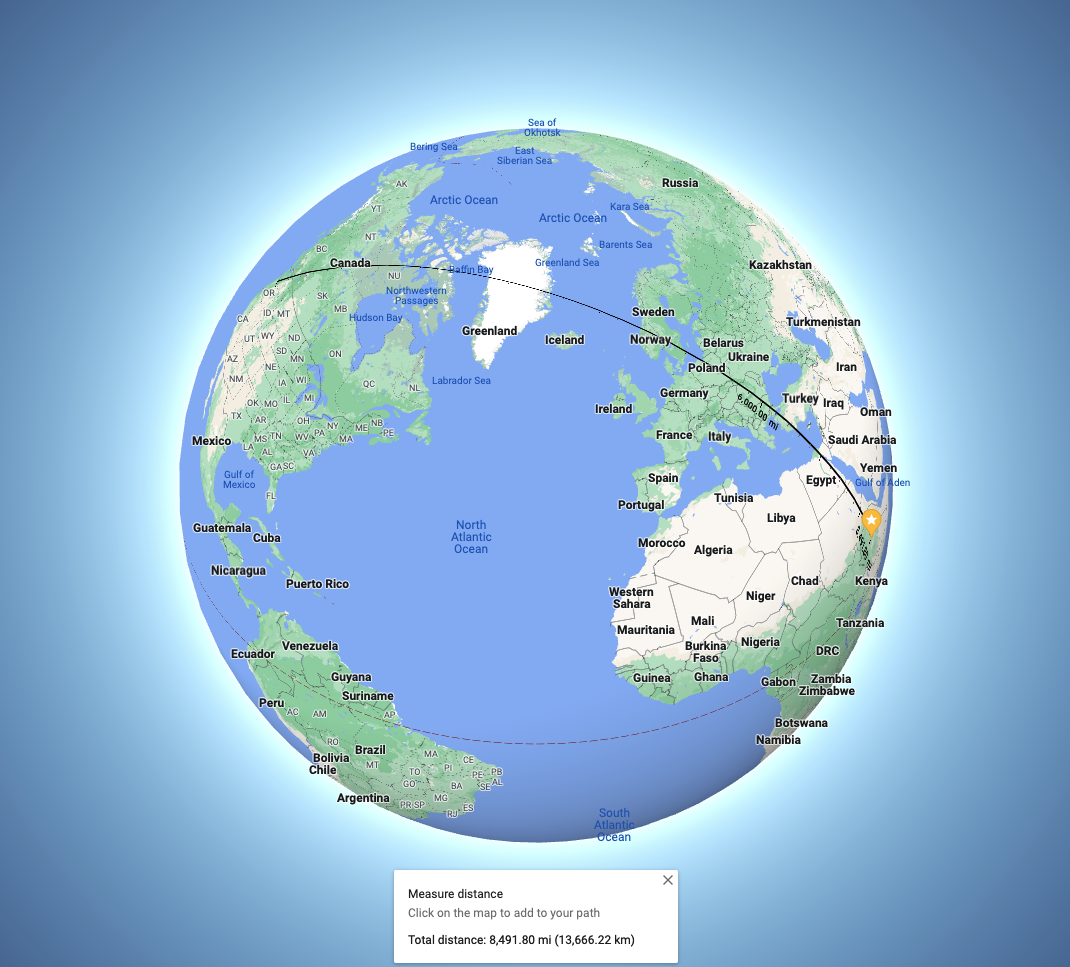 Sea of
Okhotsk
Bering Sea
East
Siberian Sea
AK
Russia
Arctic Ocean
YT
Kara Sea
Arctic Ocean
NT
Barents Sea
BC
Canada
Greenland Sea
Kazakhstan
Baffin Bay
NU
OR
Northwestern
Passages
SK
MB
ID
MT
Sweden
CA
Hudson Bay
Turkmenistan
Greenland
Iceland
Norway
UT
WY
ND
Belarus
SD
Ukraine
AZ
MN
ON
NE
Poland
Iran
NM
IA
WI
Labrador Sea
QC
NL
Germany
6,000.00 mi
Turkey
Iraq
OK
MO
IL
MI
Ireland
Oman
TX
AR
OH
NB
ME
PA
NY
PE
TN
WV
MA
France
Italy
Mexico
LA
MS
AL
VA
Saudi Arabia
GA
SC
Yemen
Gulf of
Mexico
Spain
Egypt
Gulf of Aden
FL
Tunisia
Portugal
Libya
Guatemala
Cuba
North
Atlantic
Ocean
Morocco
Algeria
Nicaragua
Puerto Rico
Chad
Kenya
Western
Sahara
Niger
Mali
Tanzania
Mauritania
Venezuela
Ecuador
Burkina
Faso
Nigeria
DRC
Guyana
Guinea
Ghana
Gabon
Zambia
Zimbabwe
Suriname
Peru
AC
AM
AP
Botswana
Namibia
RO
Brazil
MA
CE
Bolivia
MT
PI
PB
Chile
TO
PE
AL
GO
BA
SE
Argentina
MG
PR
SP
ES
RJ
South
Atlantic
Ocean
Measure distance
Click on the map to add to your path
Total distance: 8,491.80 mi (13,666.22 km)